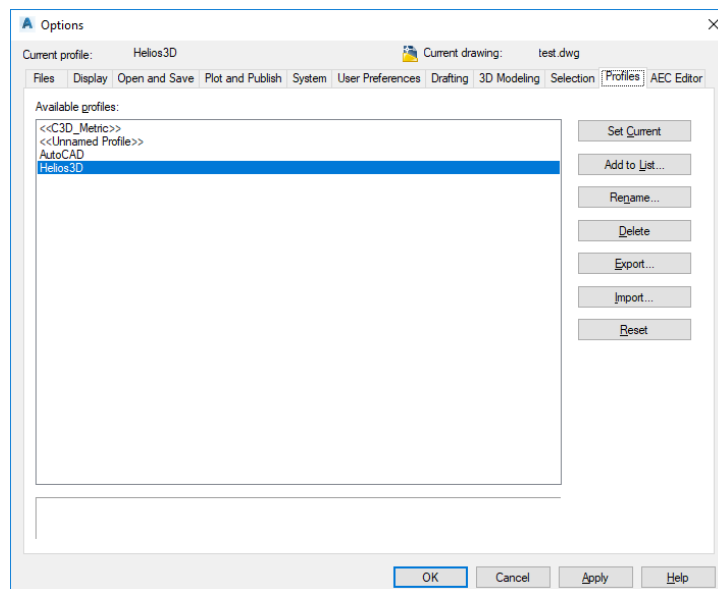 Options
Current profile: Helios3D Current drawing: test.dwg
Files Display Open and Save Plot and Publish System User Preferences Drafting 3D Modeling Selection Profiles AEC Editor
Available profiles:
<<C3D_Metric>>
<<Unnamed Profile>>
AutoCAD
Helios3D
Set Current
Add to List...
Rename...
Delete
Export...
Import...
Reset
OK Cancel Apply Help